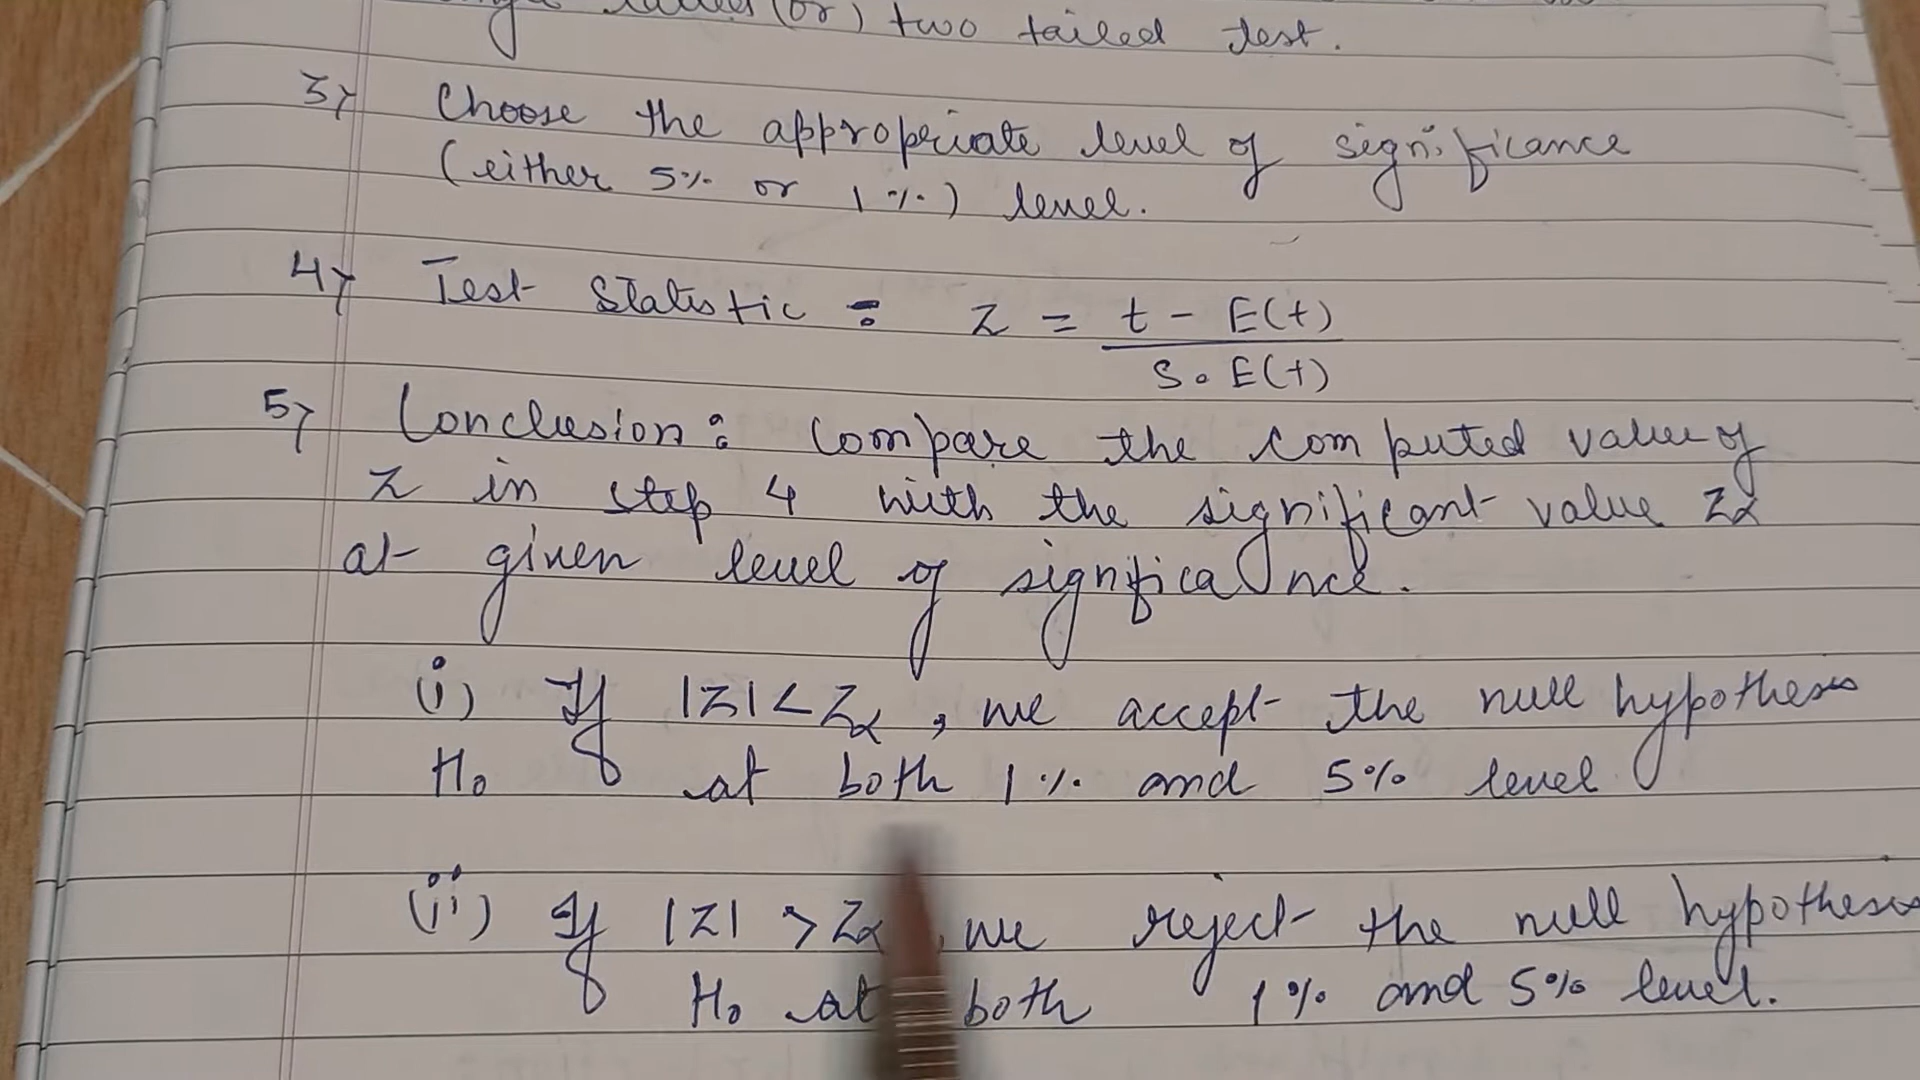 (or) two tailed test.
3) Choose the appropriate level of significance
(either 5% or 1%) level.
4) Test Statistic : Z = t - E(t)
S.E(t)
5) Conclusion : Compare the computed value of
Z in step 4 with the significant value Zα
at given level of significance.
(i) If |Z| < Zα , we accept the null hypothesis
H₀ at both 1% and 5% level
(ii) If |Z| > Zα , we reject the null hypothesis
H₀ at both 1% and 5% level.